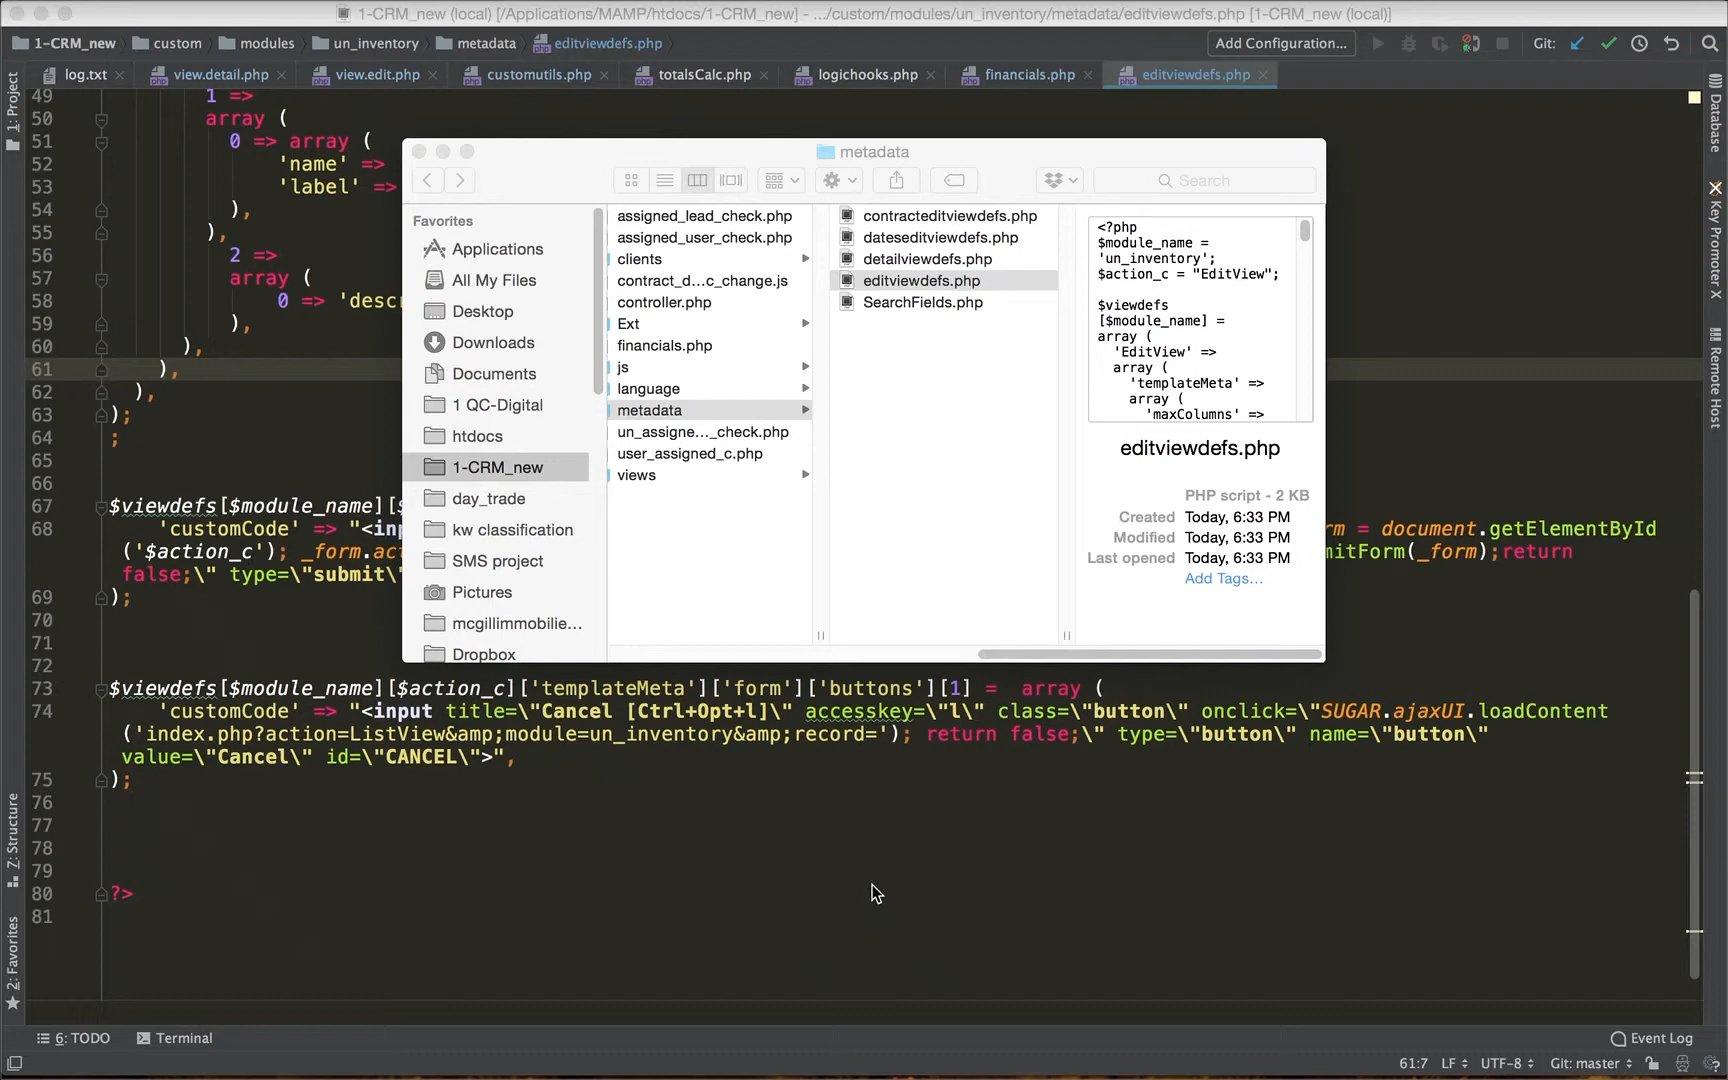 1-CRM_new (local) [/Applications/MAMP/htdocs/1-CRM_new] - .../custom/modules/un_inventory/metadata/editviewdefs.php [1-CRM_new (local)]
1-CRM_new custom modules un_inventory metadata editviewdefs.php Add Configuration... Git:
log.txt view.detail.php view.edit.php customutils.php totalsCalc.php logichooks.php financials.php editviewdefs.php
1: Project
Database
Key Promoter X
Remote Host
49 1 =>
50 array (
51 0 => array (
52 'name' =>
53 'label' =>
54 ),
55 ),
56 2 =>
57 array (
58 0 => 'descr
59 ),
60 ),
61 ),
62 ),
63 );
64 ;
65
66
67 $viewdefs[$module_name][$
68 'customCode' => "<inp rm = document.getElementById
('$action_c'); _form.ac mitForm(_form);return
false;\" type=\"submit\"
69 );
70
71
72
73 $viewdefs[$module_name][$action_c]['templateMeta']['form']['buttons'][1] = array (
74 'customCode' => "<input title=\"Cancel [Ctrl+Opt+l]\" accesskey=\"l\" class=\"button\" onclick=\"SUGAR.ajaxUI.loadContent
('index.php?action=ListView&amp;module=un_inventory&amp;record='); return false;\" type=\"button\" name=\"button\"
value=\"Cancel\" id=\"CANCEL\">",
75 );
76
77
78
79
80 ?>
81
metadata
Search
Favorites
Applications
All My Files
Desktop
Downloads
Documents
1 QC-Digital
htdocs
1-CRM_new
day_trade
kw classification
SMS project
Pictures
mcgillimmobilie...
Dropbox
assigned_lead_check.php
assigned_user_check.php
clients
contract_d...c_change.js
controller.php
Ext
financials.php
js
language
metadata
un_assigne..._check.php
user_assigned_c.php
views
contracteditviewdefs.php
dateseditviewdefs.php
detailviewdefs.php
editviewdefs.php
SearchFields.php
<?php
$module_name =
'un_inventory';
$action_c = "EditView";
$viewdefs
[$module_name] =
array (
'EditView' =>
array (
'templateMeta' =>
array (
'maxColumns' =>
editviewdefs.php
PHP script - 2 KB
Created Today, 6:33 PM
Modified Today, 6:33 PM
Last opened Today, 6:33 PM
Add Tags...
Z: Structure
2: Favorites
6: TODO Terminal Event Log
61:7 LF UTF-8 Git: master